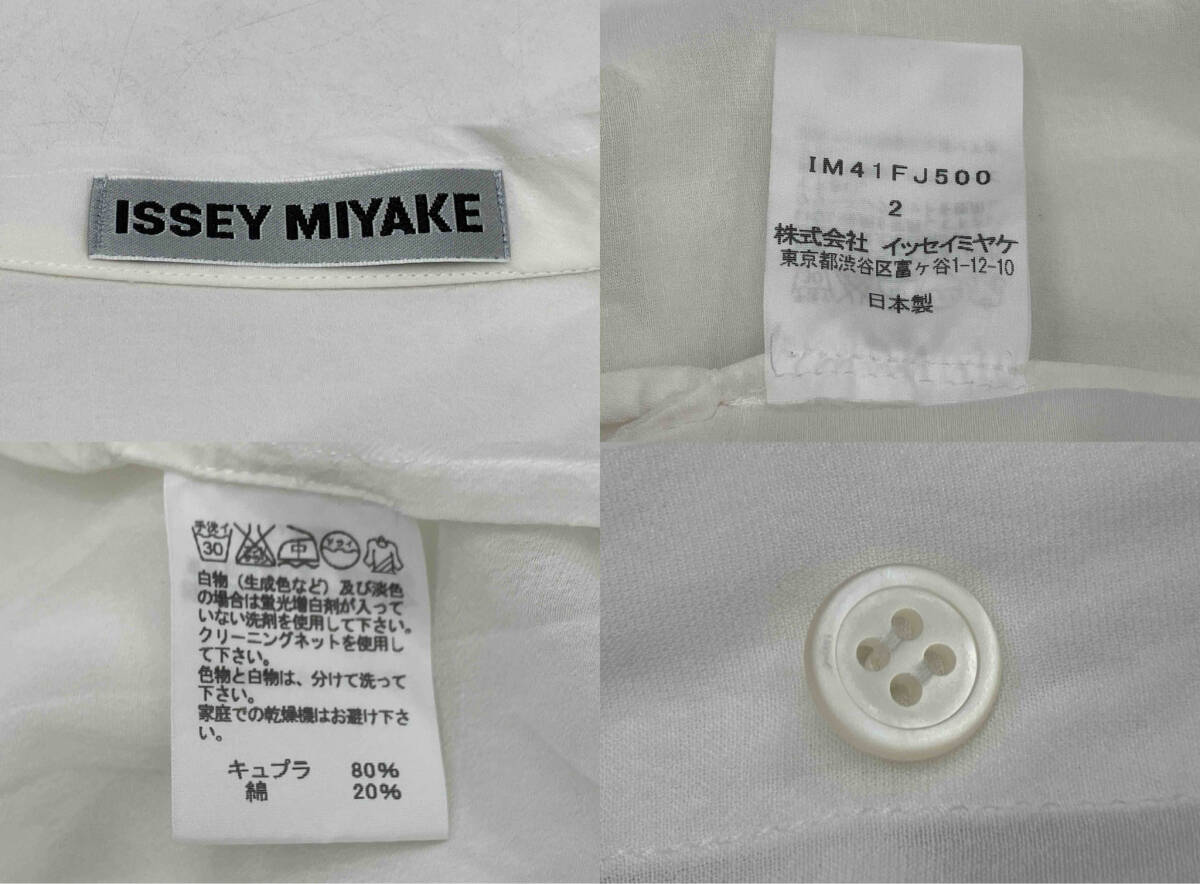 ISSEY MIYAKE
IM41FJ500
2
株式会社 イッセイミヤケ
東京都渋谷区富ヶ谷1-12-10
日本製
手洗イ
30
中
ドライ
白物（生成色など）及び淡色
の場合は蛍光増白剤が入って
いない洗剤を使用して下さい。
クリーニングネットを使用し
て下さい。
色物と白物は、分けて洗って
下さい。
家庭での乾燥機はお避け下さ
い。
キュプラ 80%
綿 20%